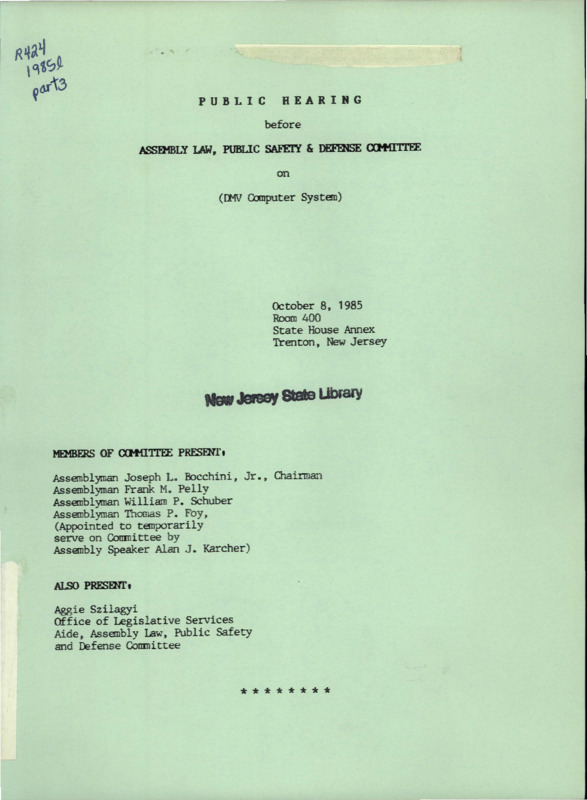 R424
1985l
part3
PUBLIC HEARING
before
ASSEMBLY LAW, PUBLIC SAFETY & DEFENSE COMMITTEE
on
(DMV Computer System)
October 8, 1985
Room 400
State House Annex
Trenton, New Jersey
New Jersey State Library
MEMBERS OF COMMITTEE PRESENT:
Assemblyman Joseph L. Bocchini, Jr., Chairman
Assemblyman Frank M. Pelly
Assemblyman William P. Schuber
Assemblyman Thomas P. Foy,
(Appointed to temporarily
serve on Committee by
Assembly Speaker Alan J. Karcher)
ALSO PRESENT:
Aggie Szilagyi
Office of Legislative Services
Aide, Assembly Law, Public Safety
and Defense Committee
* * * * * * * *